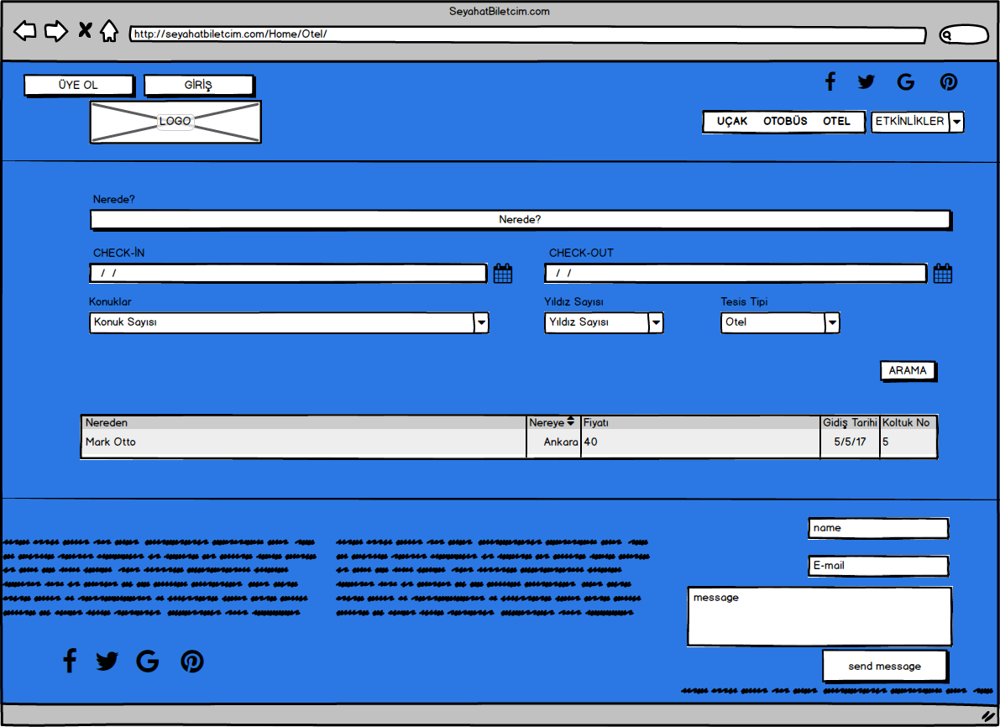 SeyahatBiletcim.com
http://seyahatbiletcim.com/Home/Otel/
ÜYE OL GİRİŞ
LOGO
UÇAK OTOBÜS OTEL ETKİNLİKLER
Nerede?
Nerede?
CHECK-İN CHECK-OUT
/ / / /
Konuklar Yıldız Sayısı Tesis Tipi
Konuk Sayısı Yıldız Sayısı Otel
ARAMA
Nereden Nereye Fiyatı Gidiş Tarihi Koltuk No
Mark Otto Ankara 40 5/5/17 5
name
E-mail
message
send message